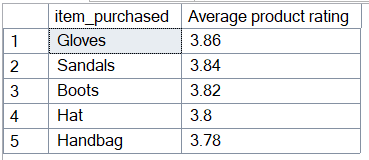 item_purchased Average product rating
1 Gloves 3.86
2 Sandals 3.84
3 Boots 3.82
4 Hat 3.8
5 Handbag 3.78